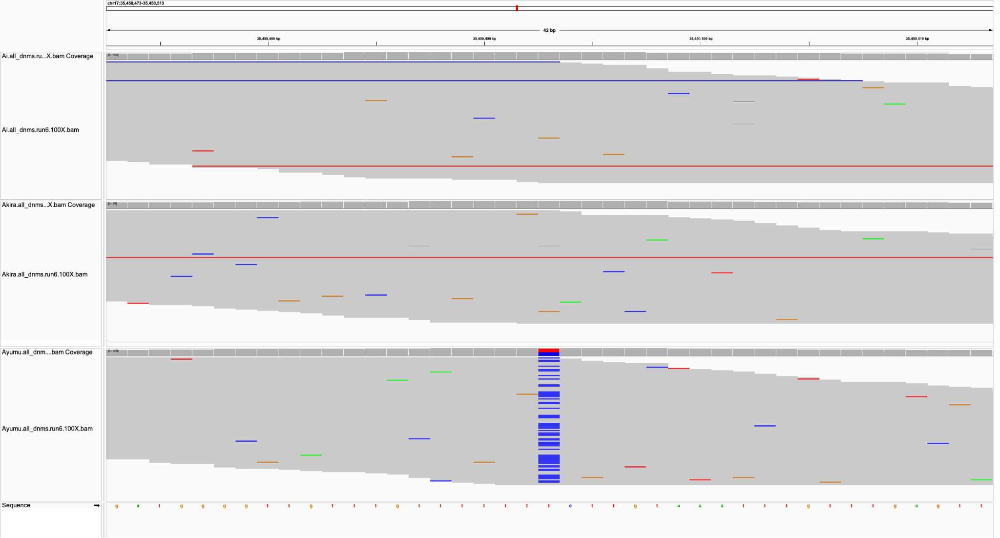 chr17:35,450,473-35,450,513
42 bp
35,450,480 bp 35,450,490 bp 35,450,500 bp 35,450,510 bp
Ai.all_dnms.ru...X.bam Coverage
[0 - 104]
Ai.all_dnms.run6.100X.bam
Akira.all_dnms...X.bam Coverage
[0 - 97]
Akira.all_dnms.run6.100X.bam
Ayumu.all_dnm....bam Coverage
[0 - 109]
Ayumu.all_dnms.run6.100X.bam
Sequence g a t g g g g t t g t t t g t t t t t t t c t t g t a a a t t t g t t t g a g t t